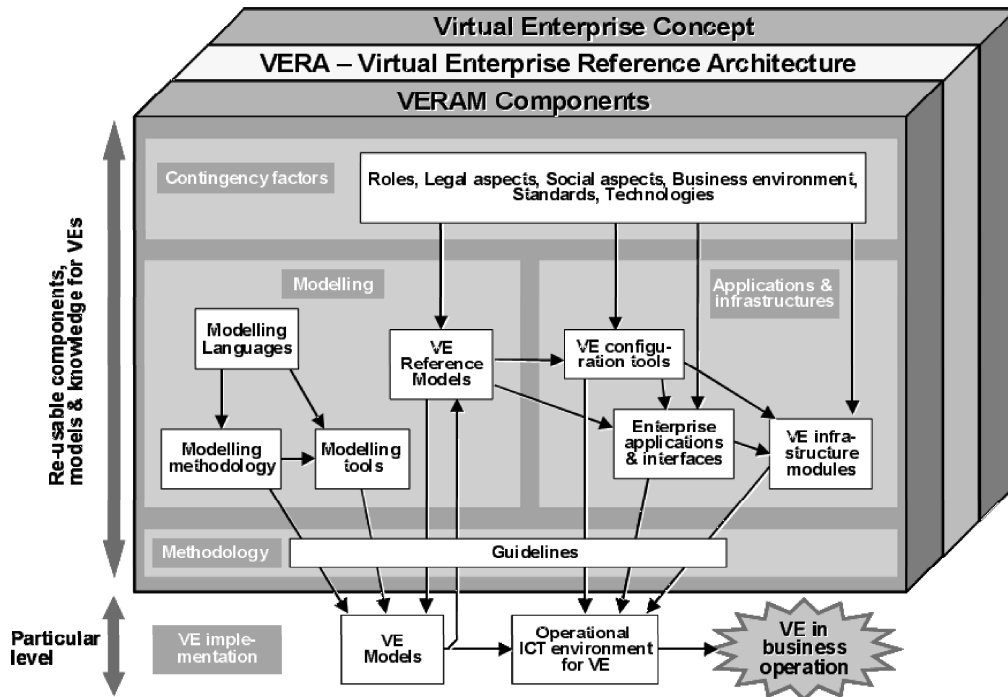 Virtual Enterprise Concept
VERA – Virtual Enterprise Reference Architecture
VERAM Components
Re-usable components,
models & knowledge for VEs
Contingency factors
Roles, Legal aspects, Social aspects, Business environment,
Standards, Technologies
Modelling
Applications &
infrastructures
Modelling
Languages
VE
Reference
Models
VE configu-
ration tools
Modelling
methodology
Modelling
tools
Enterprise
applications
& interfaces
VE infra-
structure
modules
Methodology
Guidelines
Particular
level
VE imple-
mentation
VE
Models
Operational
ICT environment
for VE
VE in
business
operation